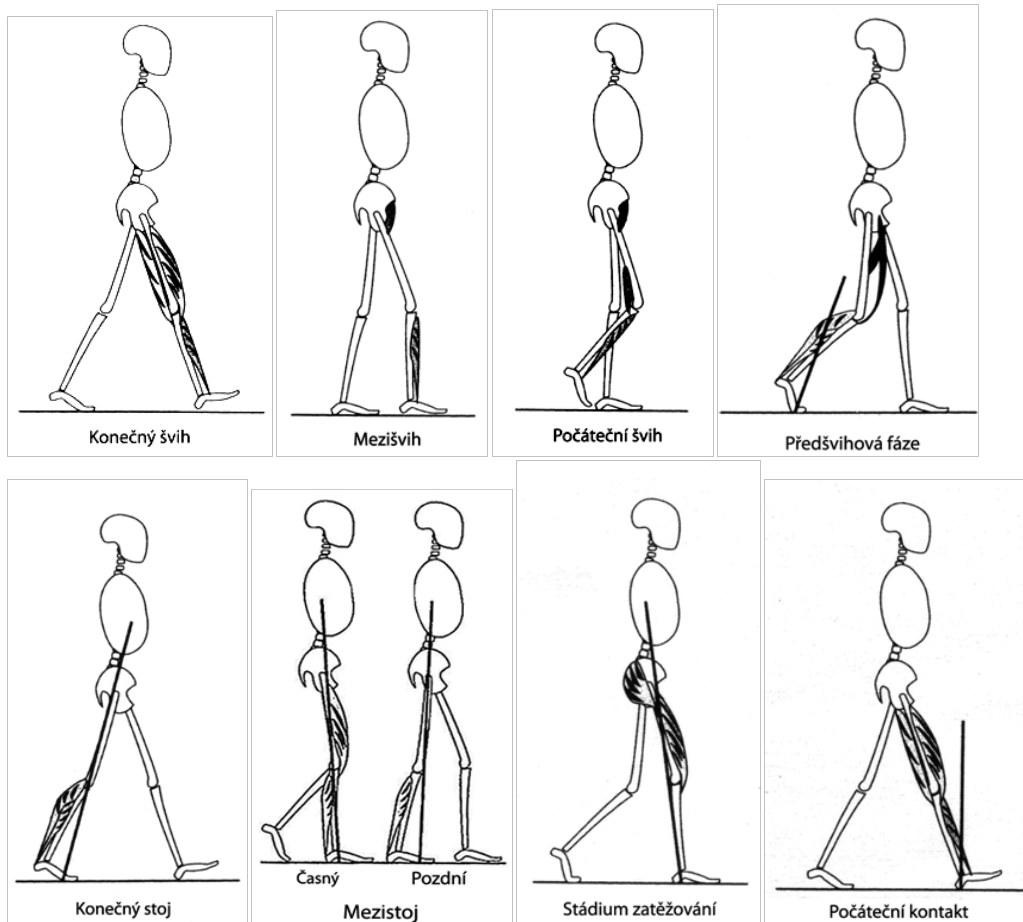 Konečný švih
Mezišvih
Počáteční švih
Předšvihová fáze
Konečný stoj
Časný
Pozdní
Mezistoj
Stádium zatěžování
Počáteční kontakt